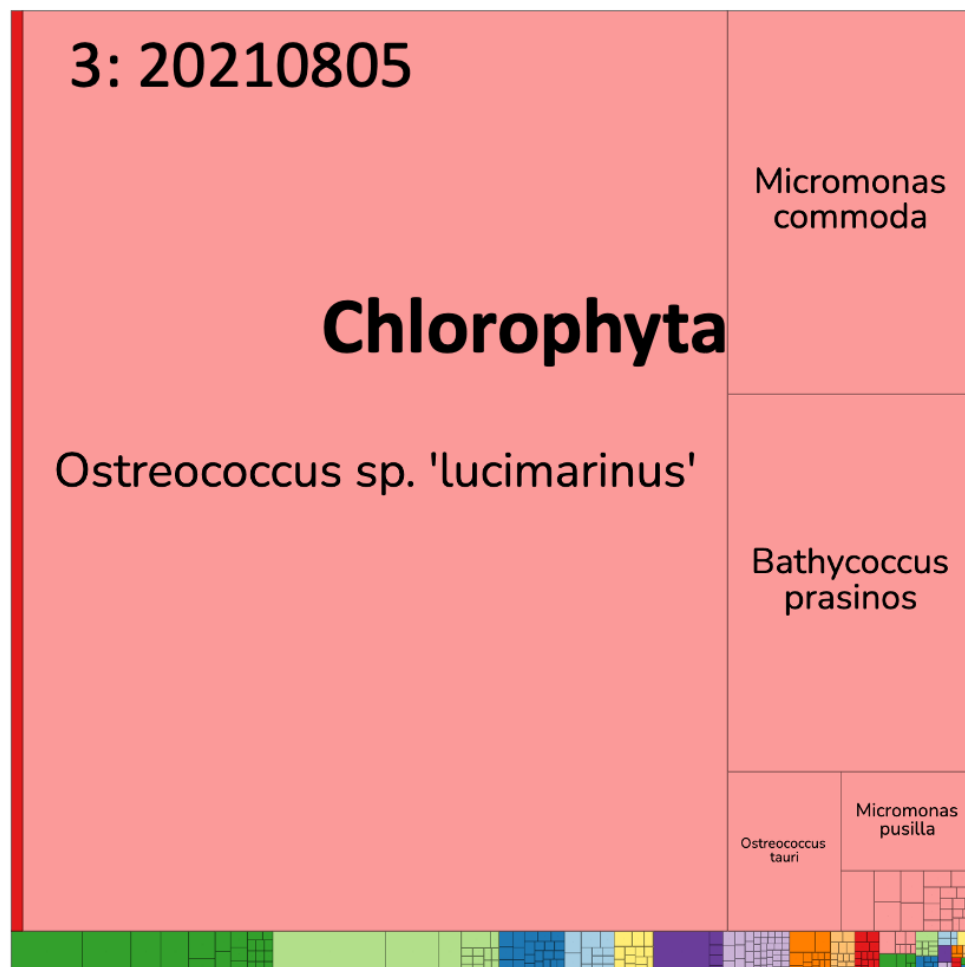 3: 20210805
Micromonas
commoda
Chlorophyta
Ostreococcus sp. 'lucimarinus'
Bathycoccus
prasinos
Micromonas
pusilla
Ostreococcus
tauri